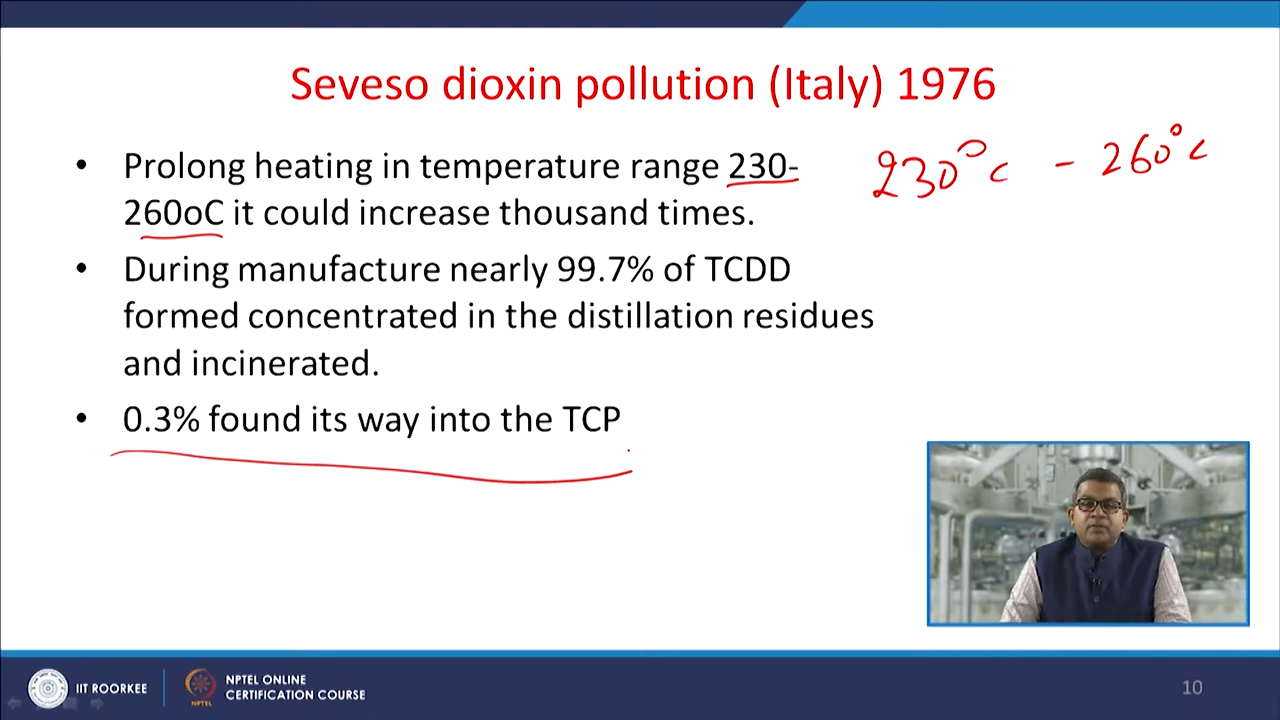 Seveso dioxin pollution (Italy) 1976
• Prolong heating in temperature range 230-
260oC it could increase thousand times.
230°c - 260°c
• During manufacture nearly 99.7% of TCDD
formed concentrated in the distillation residues
and incinerated.
• 0.3% found its way into the TCP
IIT ROORKEE
NPTEL ONLINE
CERTIFICATION COURSE
NPTEL
10